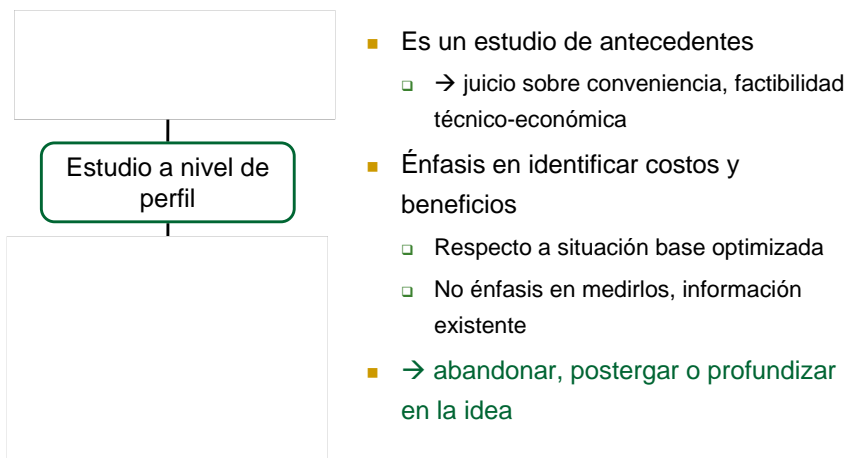 Estudio a nivel de
perfil
Es un estudio de antecedentes
→ juicio sobre conveniencia, factibilidad
técnico-económica
Énfasis en identificar costos y
beneficios
Respecto a situación base optimizada
No énfasis en medirlos, información
existente
→ abandonar, postergar o profundizar
en la idea